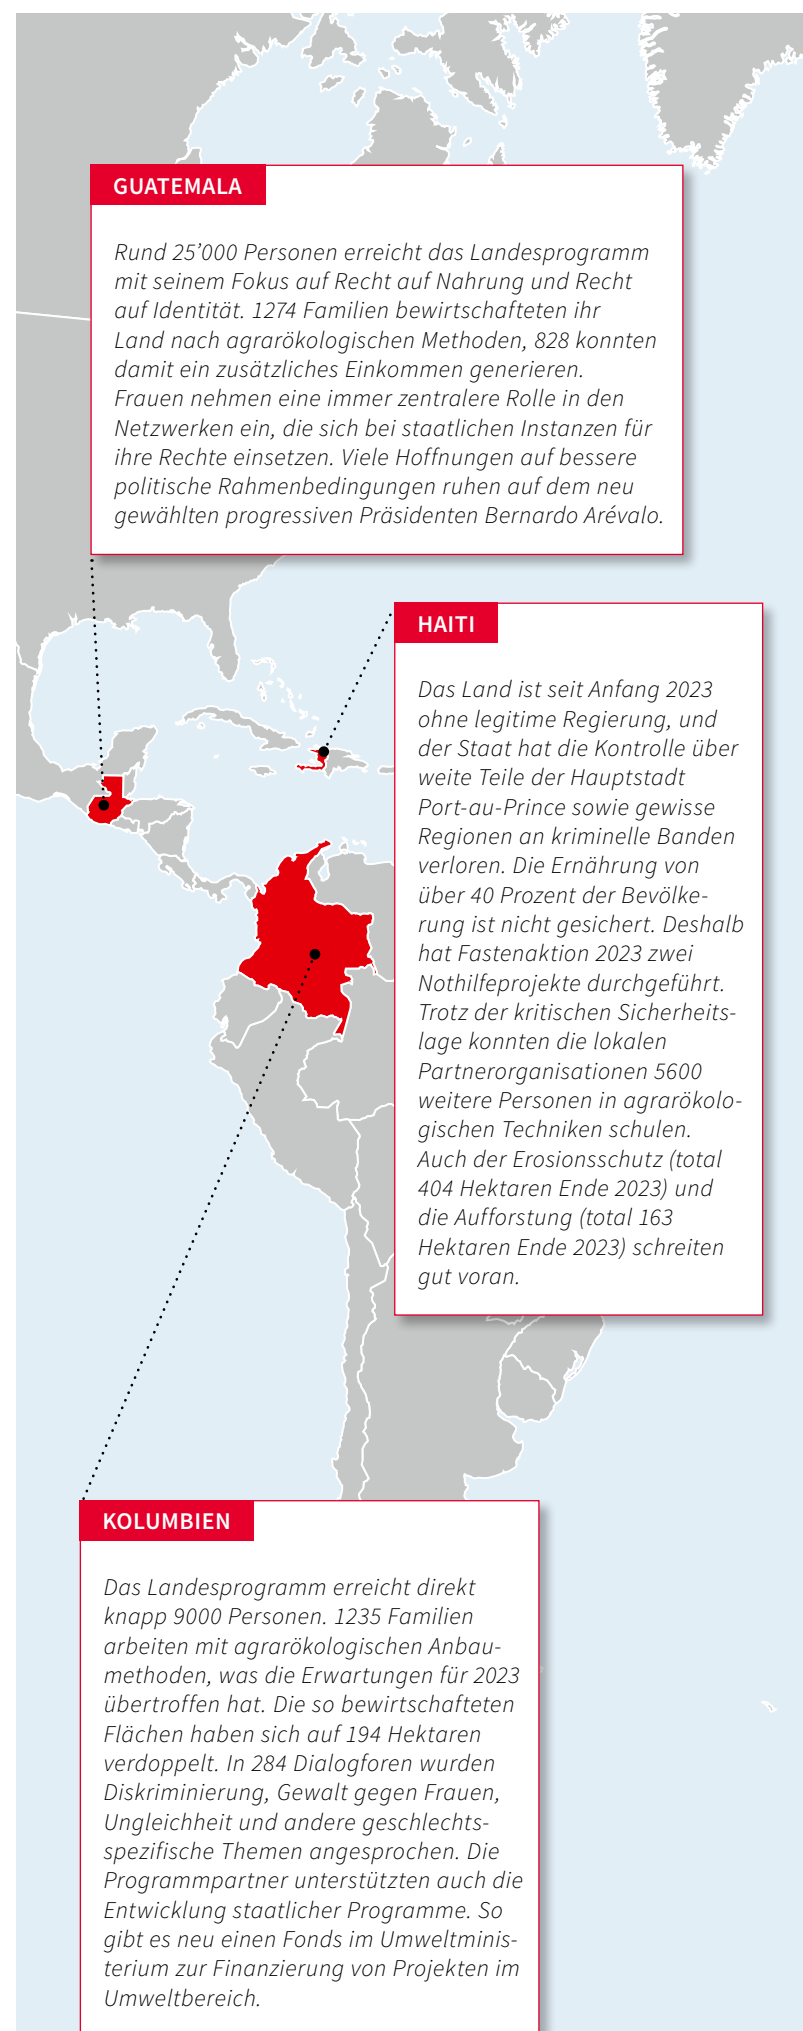 GUATEMALA
Rund 25’000 Personen erreicht das Landesprogramm
mit seinem Fokus auf Recht auf Nahrung und Recht
auf Identität. 1274 Familien bewirtschafteten ihr
Land nach agrarökologischen Methoden, 828 konnten
damit ein zusätzliches Einkommen generieren.
Frauen nehmen eine immer zentralere Rolle in den
Netzwerken ein, die sich bei staatlichen Instanzen für
ihre Rechte einsetzen. Viele Hoffnungen auf bessere
politische Rahmenbedingungen ruhen auf dem neu
gewählten progressiven Präsidenten Bernardo Arévalo.
HAITI
Das Land ist seit Anfang 2023
ohne legitime Regierung, und
der Staat hat die Kontrolle über
weite Teile der Hauptstadt
Port-au-Prince sowie gewisse
Regionen an kriminelle Banden
verloren. Die Ernährung von
über 40 Prozent der Bevölke-
rung ist nicht gesichert. Deshalb
hat Fastenaktion 2023 zwei
Nothilfeprojekte durchgeführt.
Trotz der kritischen Sicherheits-
lage konnten die lokalen
Partnerorganisationen 5600
weitere Personen in agrarökolo-
gischen Techniken schulen.
Auch der Erosionsschutz (total
404 Hektaren Ende 2023) und
die Aufforstung (total 163
Hektaren Ende 2023) schreiten
gut voran.
KOLUMBIEN
Das Landesprogramm erreicht direkt
knapp 9000 Personen. 1235 Familien
arbeiten mit agrarökologischen Anbau-
methoden, was die Erwartungen für 2023
übertroffen hat. Die so bewirtschafteten
Flächen haben sich auf 194 Hektaren
verdoppelt. In 284 Dialogforen wurden
Diskriminierung, Gewalt gegen Frauen,
Ungleichheit und andere geschlechts-
spezifische Themen angesprochen. Die
Programmpartner unterstützten auch die
Entwicklung staatlicher Programme. So
gibt es neu einen Fonds im Umweltminis-
terium zur Finanzierung von Projekten im
Umweltbereich.